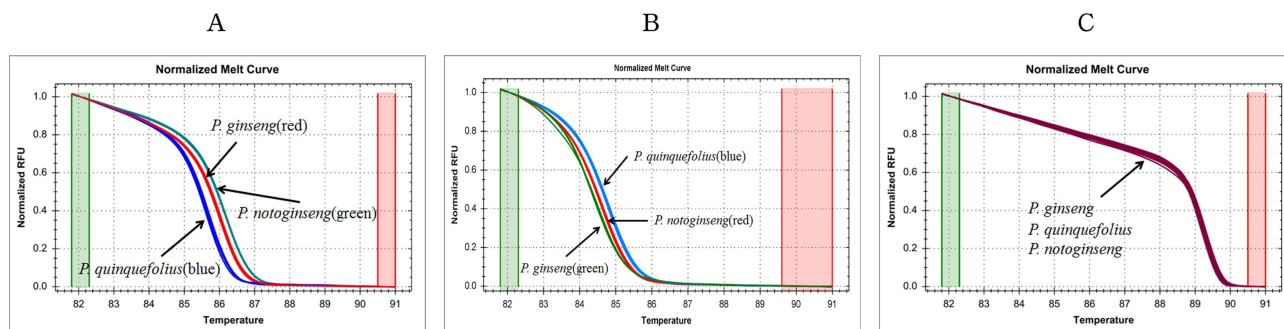 A
B
C
Normalized Melt Curve
Normalized RFU
1.0
0.8
0.6
0.4
0.2
0.0
P. ginseng(red)
P. notoginseng(green)
P. quinquefolius(blue)
82 83 84 85 86 87 88 89 90 91
Temperature
Normalized Melt Curve
Normalized RFU
1.0
0.8
0.6
0.4
0.2
0.0
P. quinquefolius(blue)
P. notoginseng(red)
P. ginseng(green)
82 83 84 85 86 87 88 89 90 91
Temperature
Normalized Melt Curve
Normalized RFU
1.0
0.8
0.6
0.4
0.2
0.0
P. ginseng
P. quinquefolius
P. notoginseng
82 83 84 85 86 87 88 89 90 91
Temperature